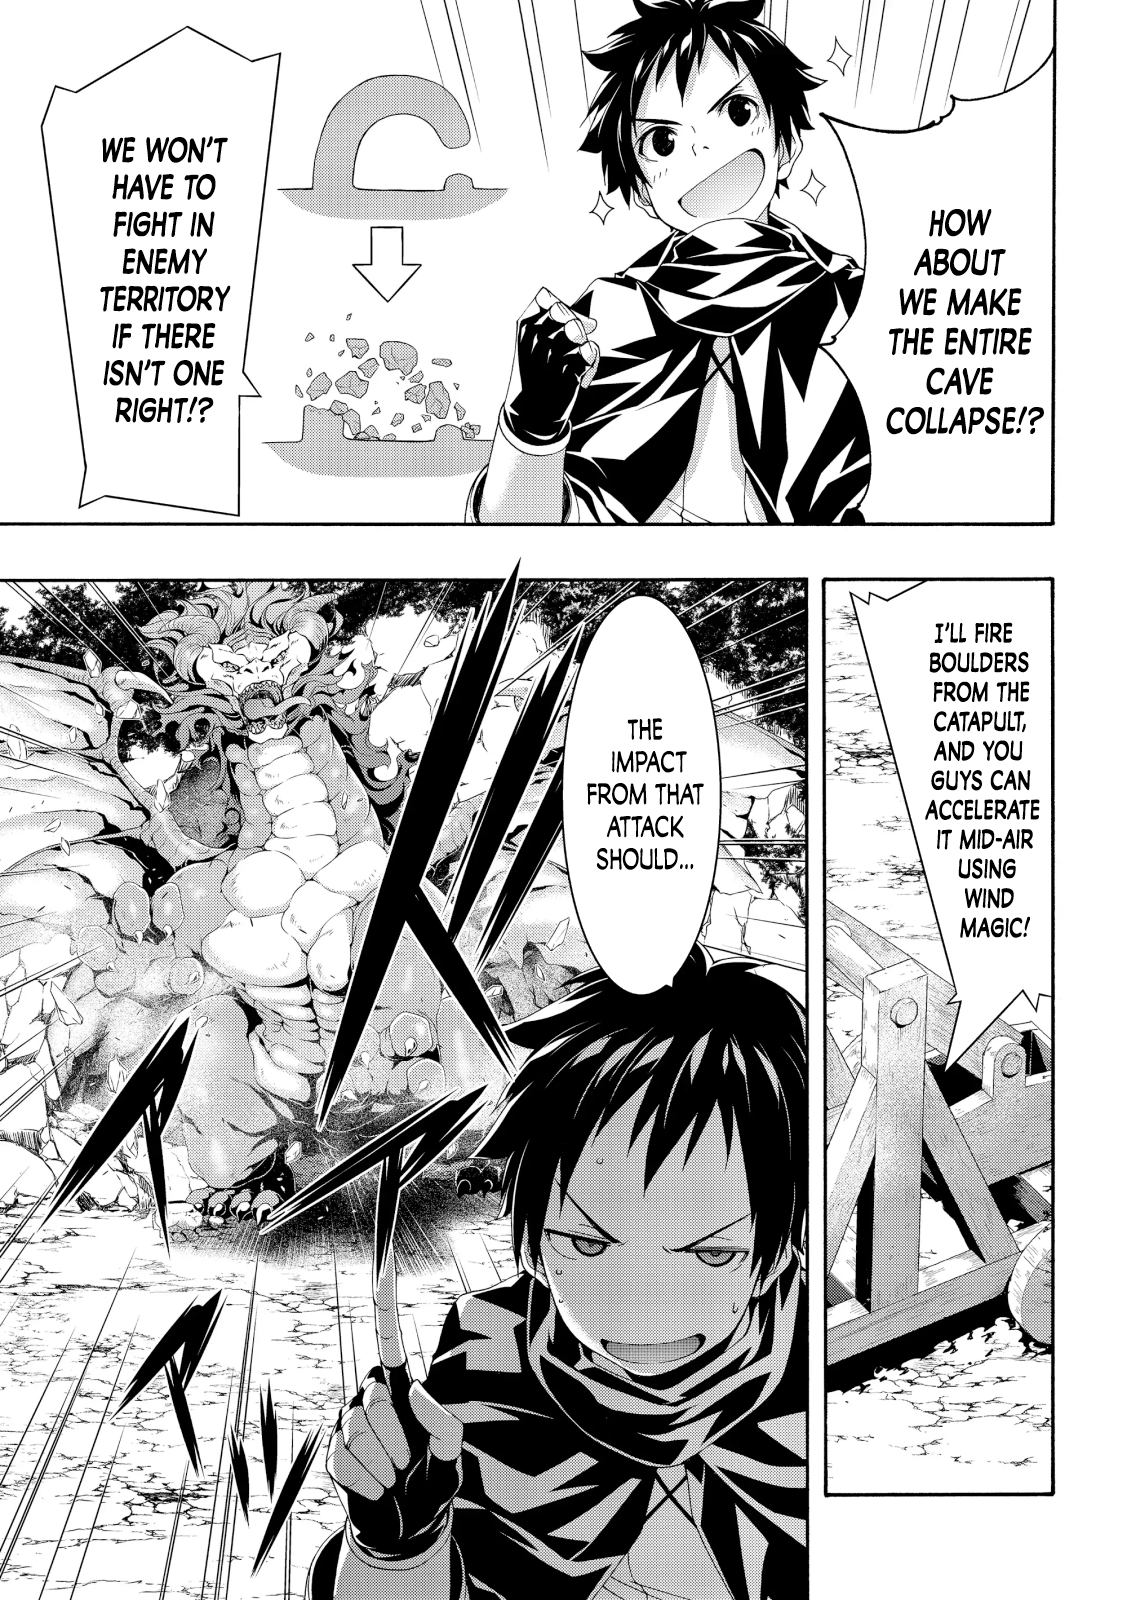 HOW
ABOUT
WE MAKE
THE ENTIRE
CAVE
COLLAPSE!?
WE WON'T
HAVE TO
FIGHT IN
ENEMY
TERRITORY
IF THERE
ISN'T ONE
RIGHT!?
I'LL FIRE
BOULDERS
FROM THE
CATAPULT,
AND YOU
GUYS CAN
ACCELERATE
IT MID-AIR
USING
WIND
MAGIC!
THE
IMPACT
FROM THAT
ATTACK
SHOULD...